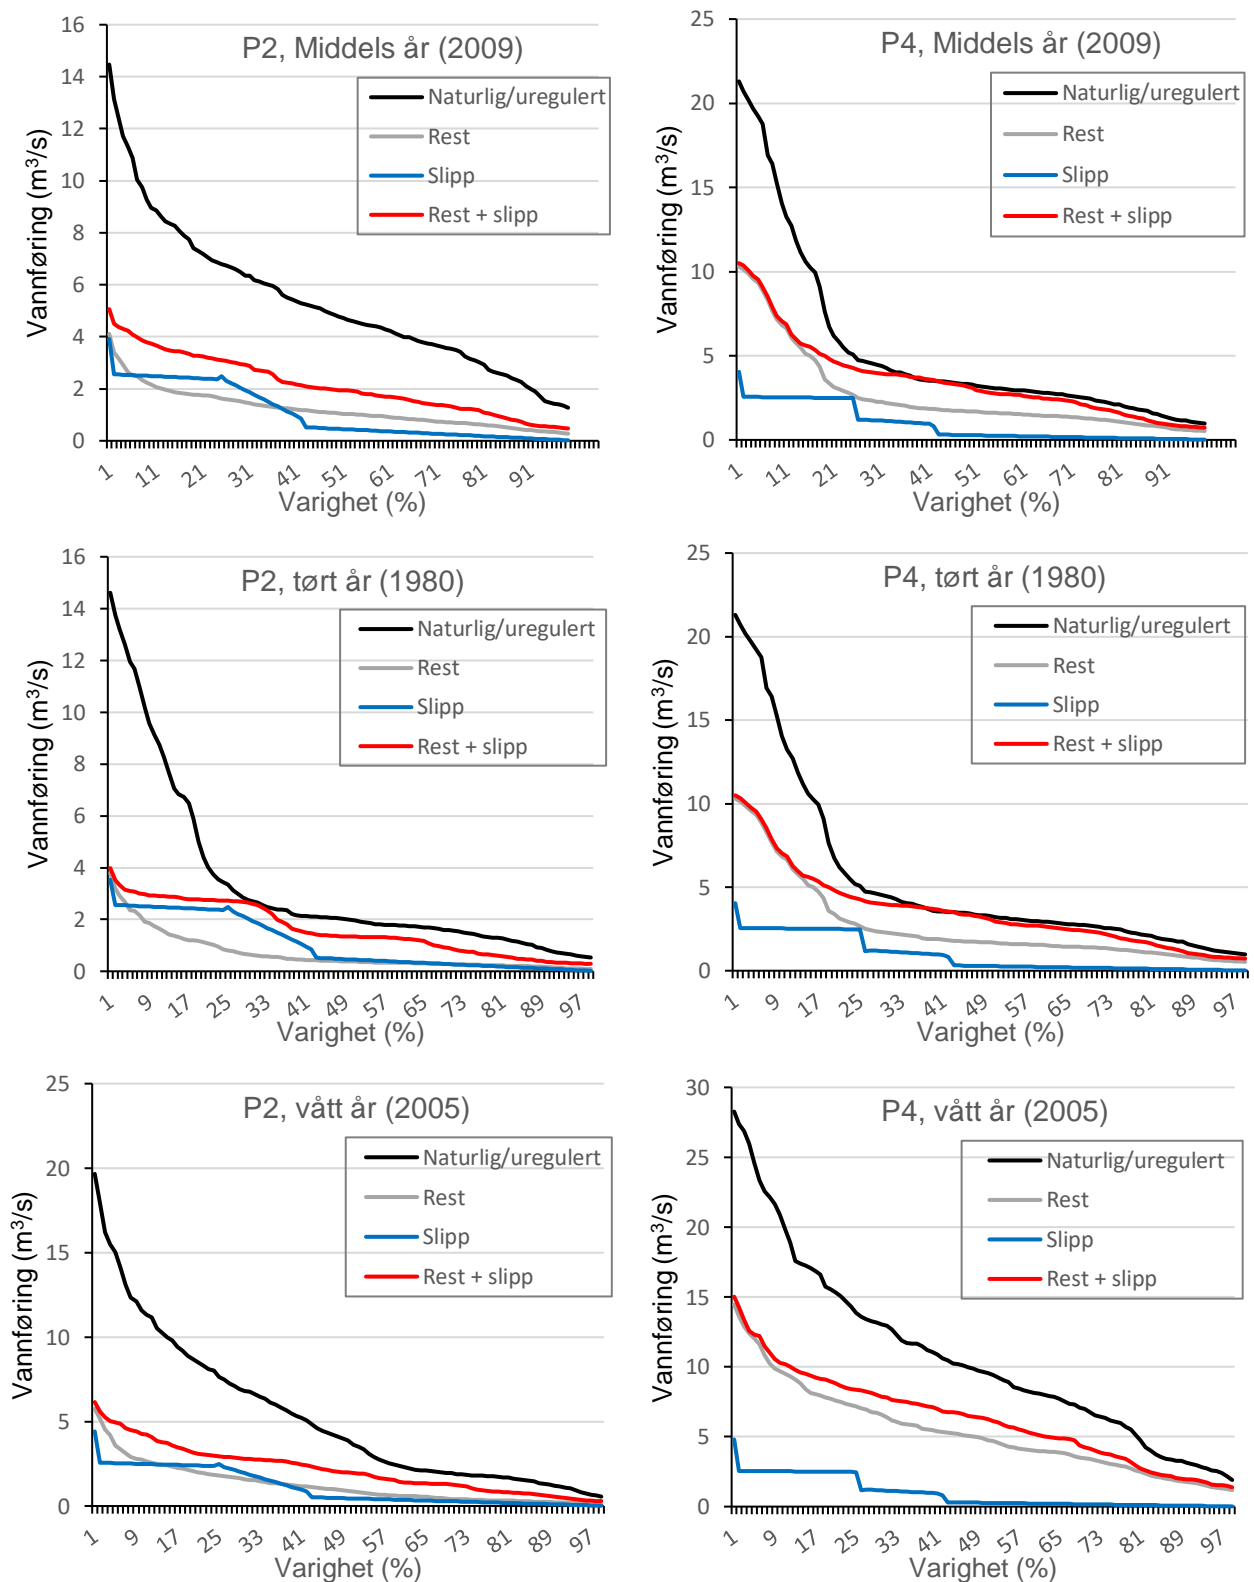 P2, Middels år (2009)
Vannføring (m³/s)
16
14
12
10
8
6
4
2
0
Naturlig/uregulert
Rest
Slipp
Rest + slipp
1 11 21 31 41 51 61 71 81 91
Varighet (%)
P4, Middels år (2009)
Vannføring (m³/s)
25
20
15
10
5
0
Naturlig/uregulert
Rest
Slipp
Rest + slipp
1 11 21 31 41 51 61 71 81 91
Varighet (%)
P2, tørt år (1980)
Vannføring (m³/s)
16
14
12
10
8
6
4
2
0
Naturlig/uregulert
Rest
Slipp
Rest + slipp
1 9 17 25 33 41 49 57 65 73 81 89 97
Varighet (%)
P4, tørt år (1980)
Vannføring (m³/s)
25
20
15
10
5
0
Naturlig/uregulert
Rest
Slipp
Rest + slipp
1 9 17 25 33 41 49 57 65 73 81 89 97
Varighet (%)
P2, vått år (2005)
Vannføring (m³/s)
25
20
15
10
5
0
Naturlig/uregulert
Rest
Slipp
Rest + slipp
1 9 17 25 33 41 49 57 65 73 81 89 97
Varighet (%)
P4, vått år (2005)
Vannføring (m³/s)
30
25
20
15
10
5
0
Naturlig/uregulert
Rest
Slipp
Rest + slipp
1 9 17 25 33 41 49 57 65 73 81 89 97
Varighet (%)